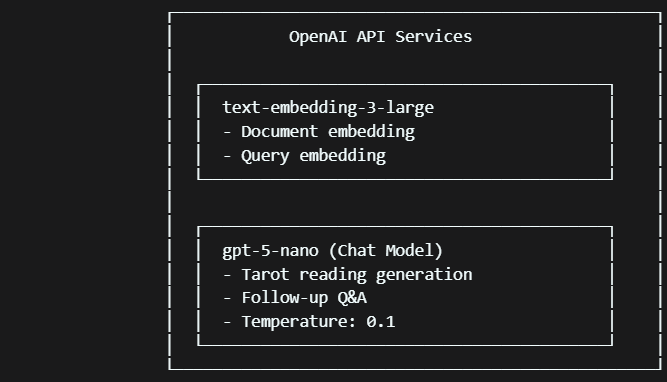 OpenAI API Services
text-embedding-3-large
- Document embedding
- Query embedding
gpt-5-nano (Chat Model)
- Tarot reading generation
- Follow-up Q&A
- Temperature: 0.1